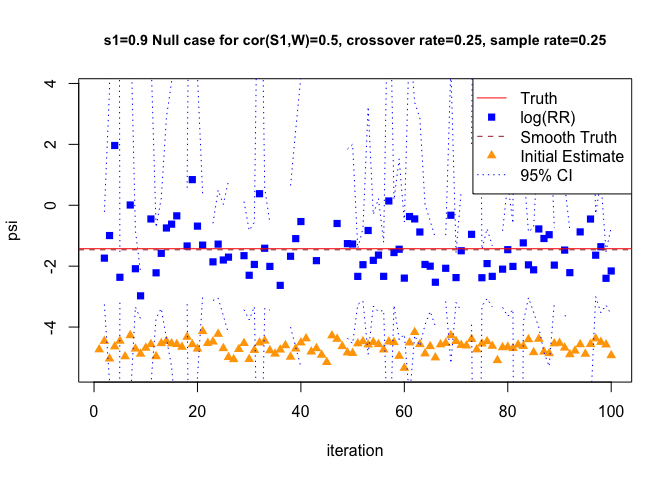 s1=0.9 Null case for cor(S1,W)=0.5, crossover rate=0.25, sample rate=0.25
4
2
0
-2
-4
psi
Truth
log(RR)
Smooth Truth
Initial Estimate
95% CI
0
20
40
60
80
100
iteration